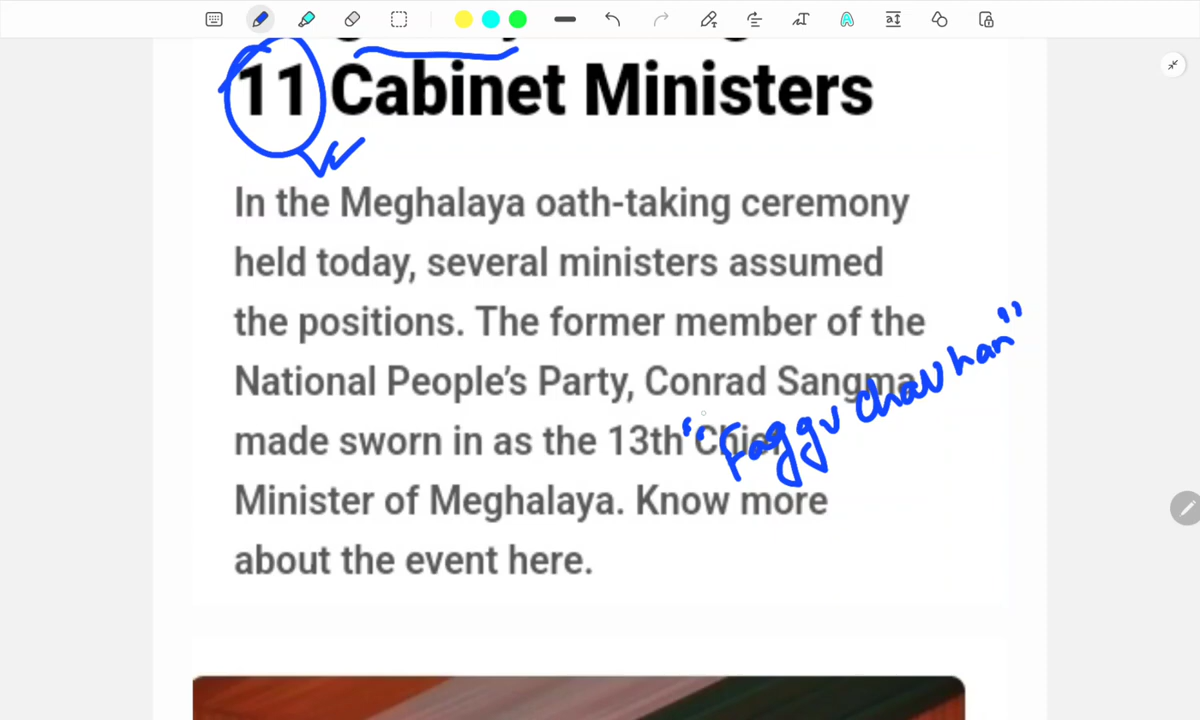 11 Cabinet Ministers
In the Meghalaya oath-taking ceremony
held today, several ministers assumed
the positions. The former member of the
National People's Party, Conrad Sangma
made sworn in as the 13th Chief
"Faggu Chauhan"
Minister of Meghalaya. Know more
about the event here.